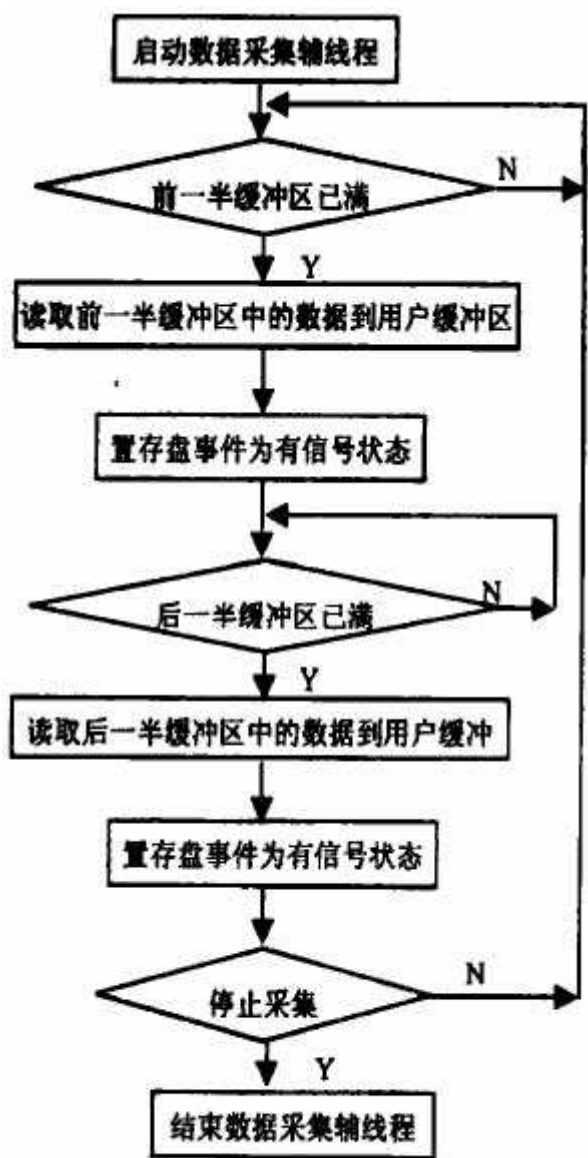 启动数据采集辅线程
N
前一半缓冲区已满
Y
读取前一半缓冲区中的数据到用户缓冲区
置存盘事件为有信号状态
N
后一半缓冲区已满
Y
读取后一半缓冲区中的数据到用户缓冲
置存盘事件为有信号状态
N
停止采集
Y
结束数据采集辅线程